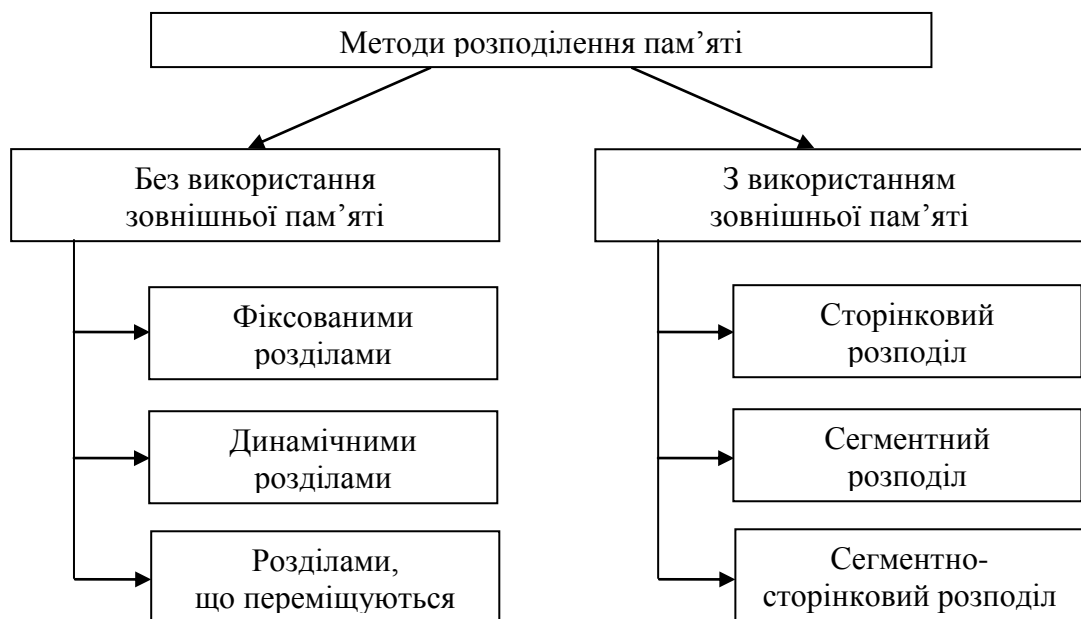 Методи розподілення пам’яті
Без використання
зовнішньої пам’яті
З використанням
зовнішньої пам’яті
Фіксованими
розділами
Динамічними
розділами
Розділами,
що переміщуються
Сторінковий
розподіл
Сегментний
розподіл
Сегментно-
сторінковий розподіл